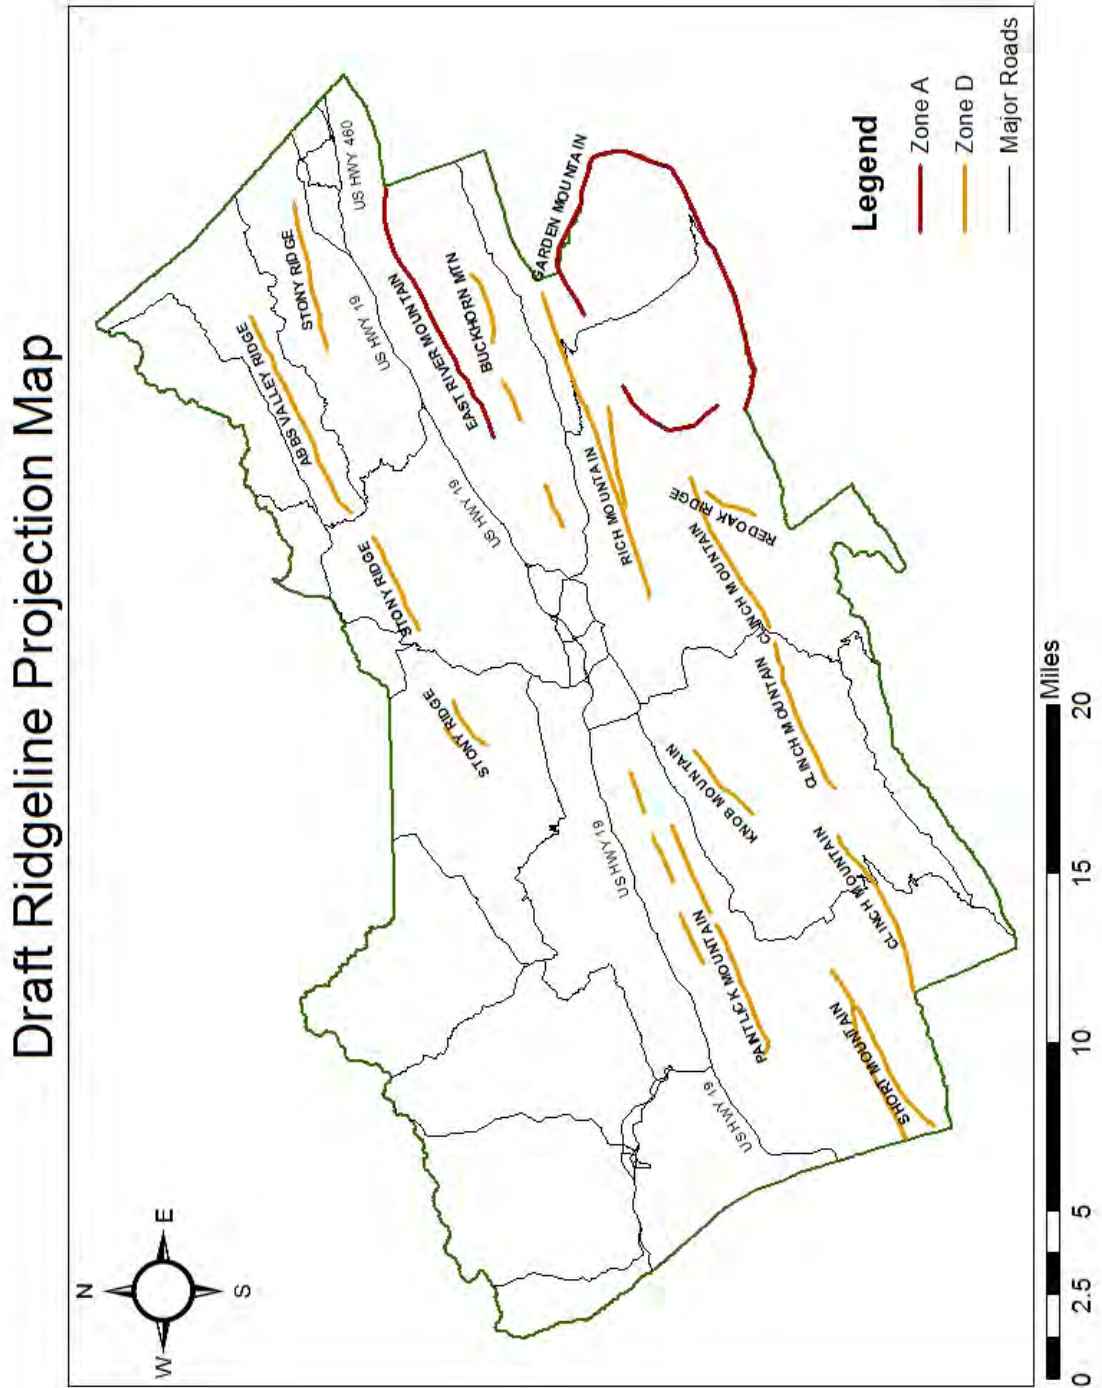 Draft Ridgeline Projection Map
N
W
E
S
ABBS VALLEY RIDGE
STONY RIDGE
US HWY 460
US HWY 19
EAST RIVER MOUNTAIN
BUCKHORN MTN
GARDEN MOUNTAIN
STONY RIDGE
US HWY 19
RICH MOUNTAIN
RED OAK RIDGE
STONY RIDGE
CLINCH MOUNTAIN
CLINCH MOUNTAIN
KNOB MOUNTAIN
US HWY 19
CLINCH MOUNTAIN
PANTLICK MOUNTAIN
SHORT MOUNTAIN
US HWY 19
Legend
Zone A
Zone D
Major Roads
0
2.5
5
10
15
20
Miles